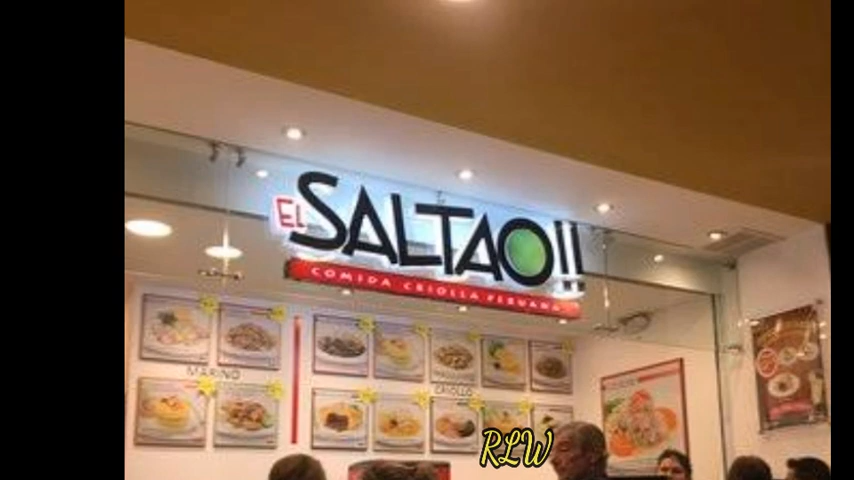 EL SALTAO!!
COMIDA CRIOLLA PERUANA
MARINO
CRIOLLO
RLW